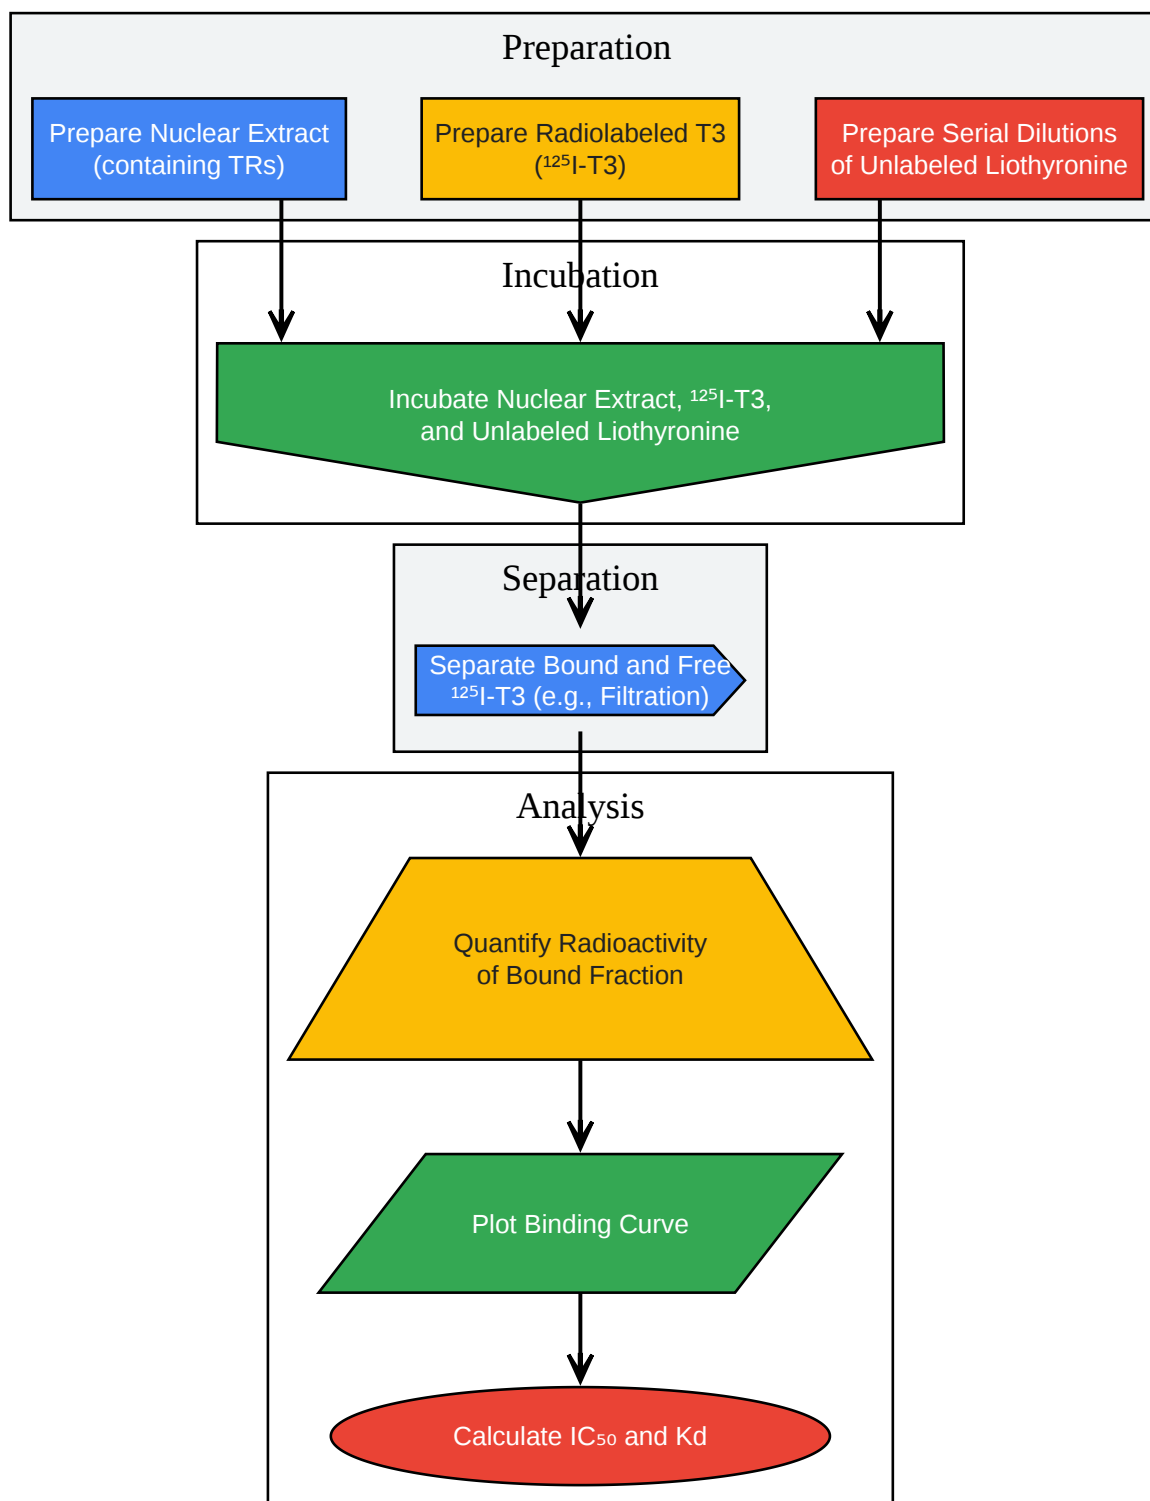 Preparation
Prepare Nuclear Extract
(containing TRs)
Prepare Radiolabeled T3
(¹²⁵I-T3)
Prepare Serial Dilutions
of Unlabeled Liothyronine
Incubation
Incubate Nuclear Extract, ¹²⁵I-T3,
and Unlabeled Liothyronine
Separation
Separate Bound and Free
¹²⁵I-T3 (e.g., Filtration)
Analysis
Quantify Radioactivity
of Bound Fraction
Plot Binding Curve
Calculate IC₅₀ and Kd